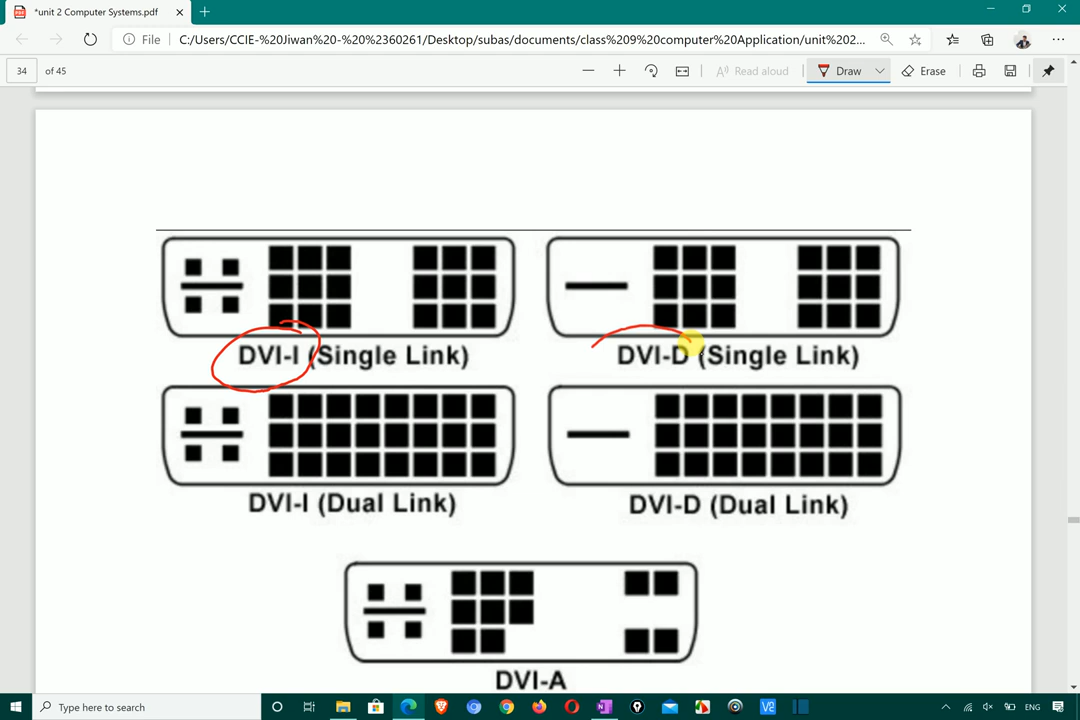 *unit 2 Computer Systems.pdf
File C:/Users/CCIE-%20Jiwan%20-%20%2360261/Desktop/subas/documents/class%209%20computer%20Application/unit%202...
34 of 45 Read aloud Draw Erase
DVI-I (Single Link) DVI-D (Single Link)
DVI-I (Dual Link) DVI-D (Dual Link)
DVI-A
Type here to search ENG